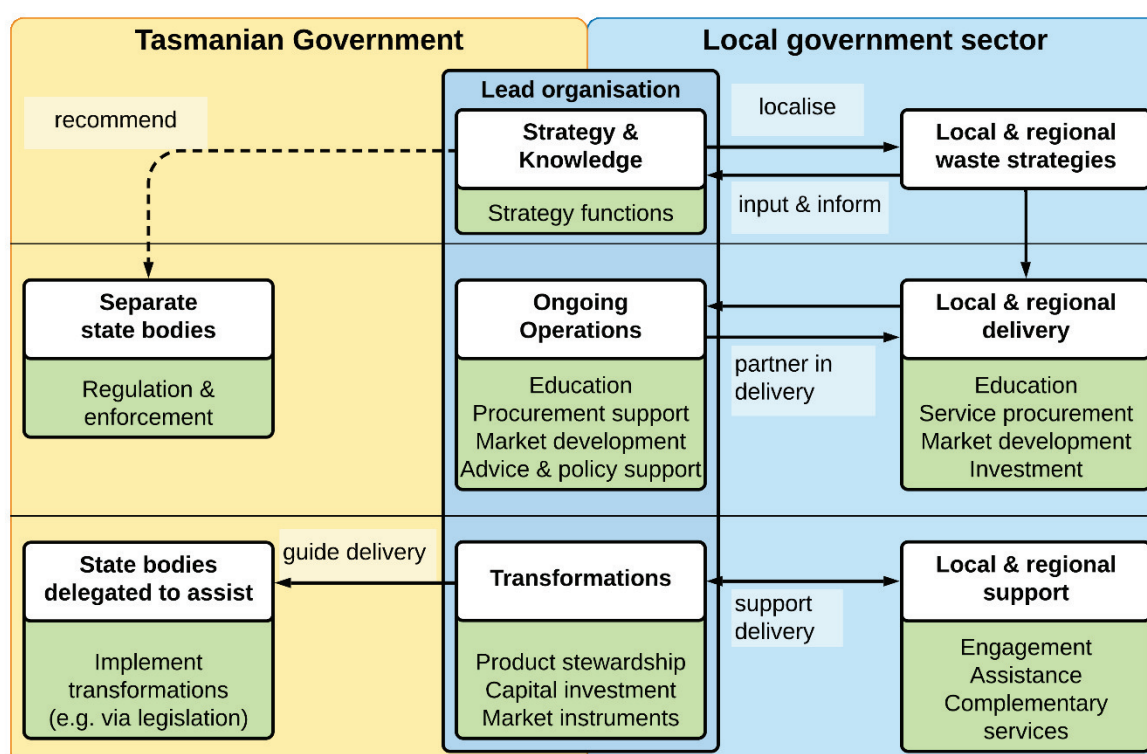 Tasmanian Government
Local government sector
Lead organisation
recommend
Strategy &
Knowledge
Strategy functions
localise
input & inform
Local & regional
waste strategies
Separate
state bodies
Regulation &
enforcement
Ongoing
Operations
Education
Procurement support
Market development
Advice & policy support
partner in
delivery
Local & regional
delivery
Education
Service procurement
Market development
Investment
State bodies
delegated to assist
Implement
transformations
(e.g. via legislation)
guide delivery
Transformations
Product stewardship
Capital investment
Market instruments
support
delivery
Local & regional
support
Engagement
Assistance
Complementary
services